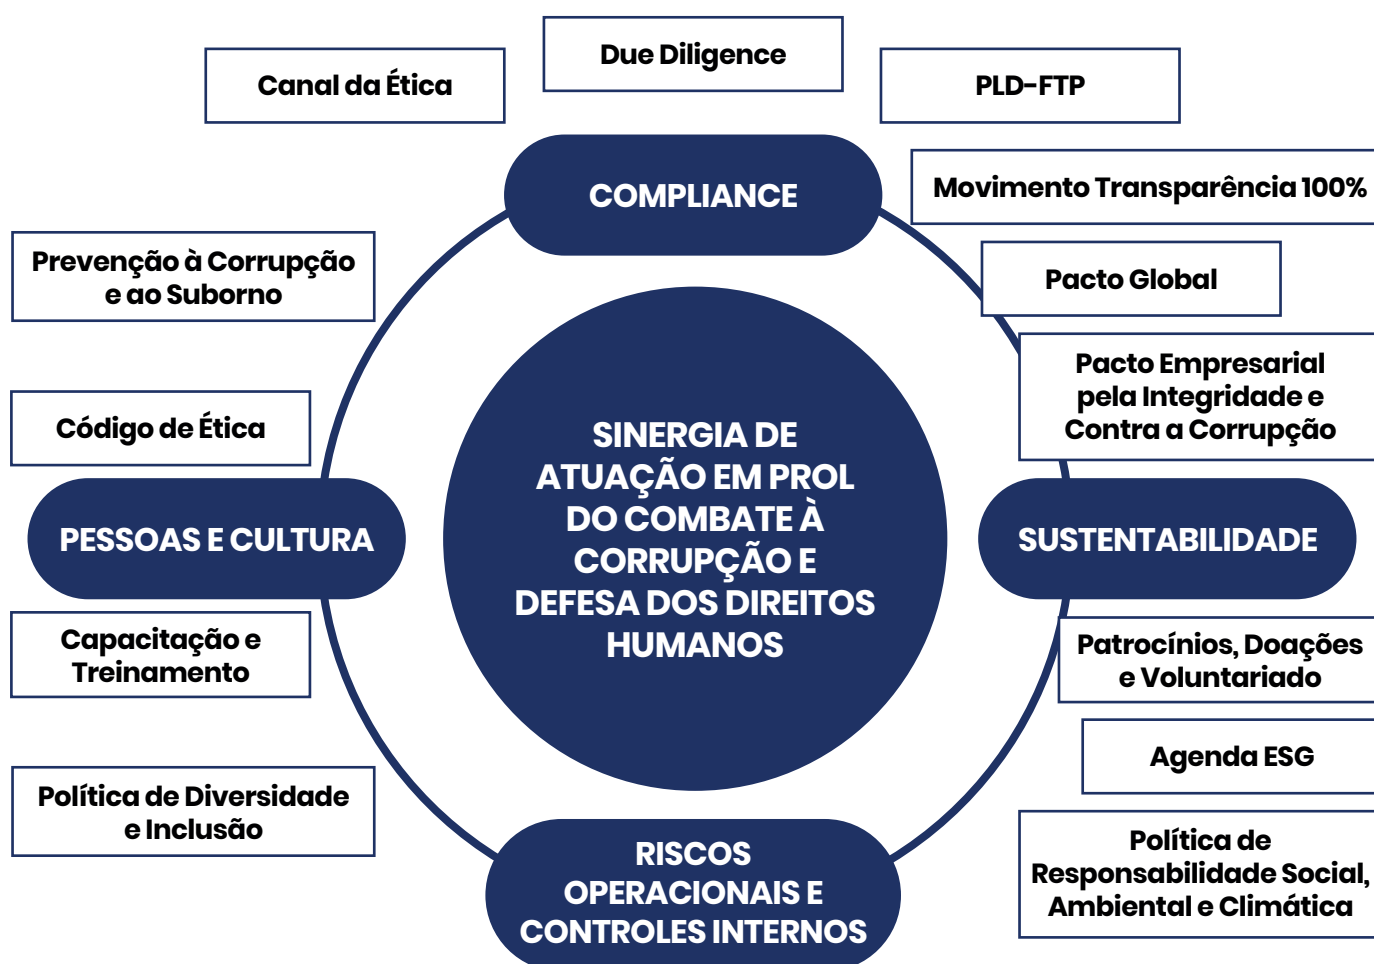 Due Diligence
Canal da Ética
PLD-FTP
COMPLIANCE
Movimento Transparência 100%
Prevenção à Corrupção
e ao Suborno
Pacto Global
Pacto Empresarial
pela Integridade e
Contra a Corrupção
Código de Ética
SINERGIA DE
ATUAÇÃO EM PROL
DO COMBATE À
CORRUPÇÃO E
DEFESA DOS DIREITOS
HUMANOS
PESSOAS E CULTURA
SUSTENTABILIDADE
Capacitação e
Treinamento
Patrocínios, Doações
e Voluntariado
Agenda ESG
Política de Diversidade
e Inclusão
Política de
Responsabilidade Social,
Ambiental e Climática
RISCOS
OPERACIONAIS E
CONTROLES INTERNOS